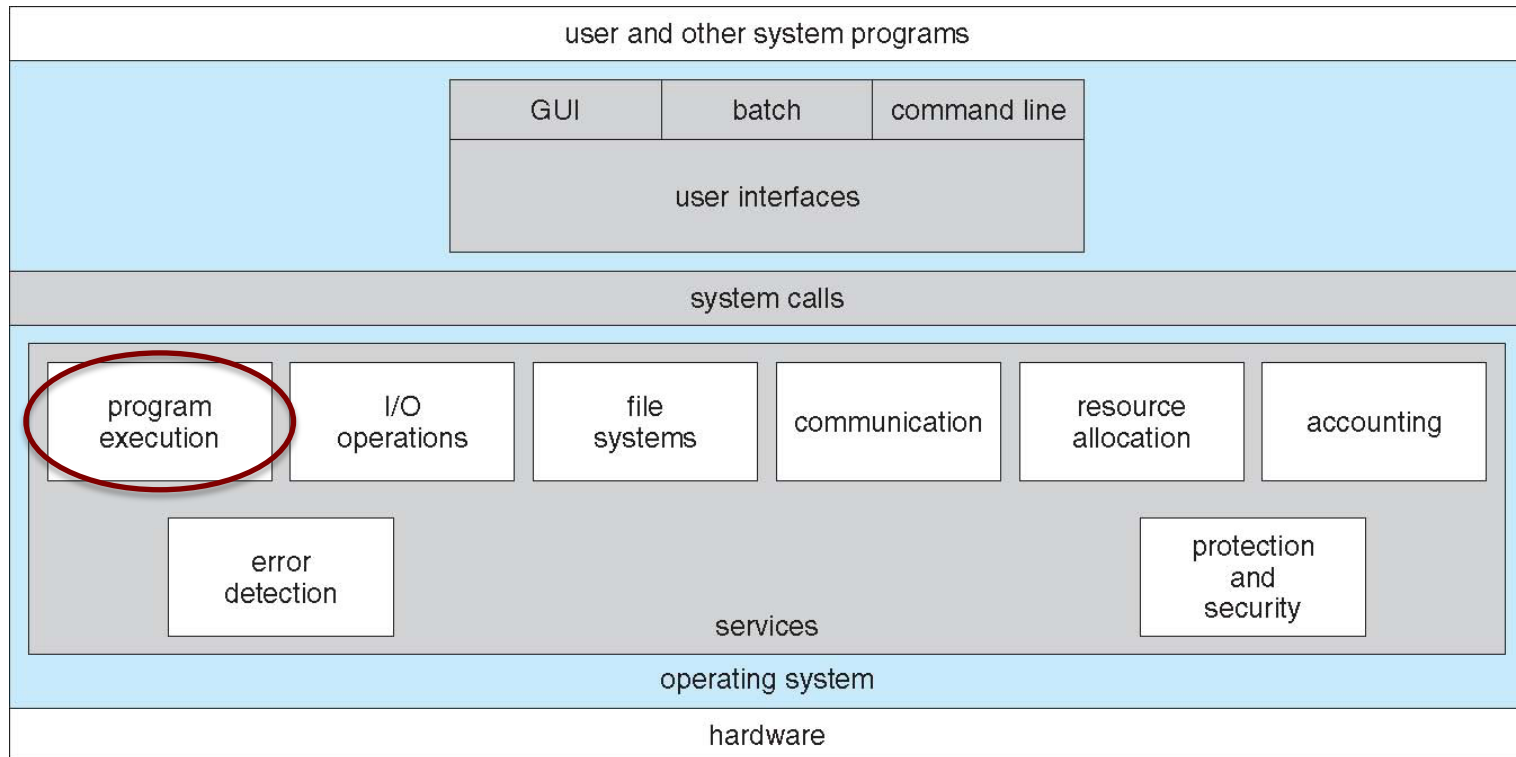 user and other system programs
GUI batch command line
user interfaces
system calls
program
execution
I/O
operations
file
systems
communication
resource
allocation
accounting
error
detection
protection
and
security
services
operating system
hardware